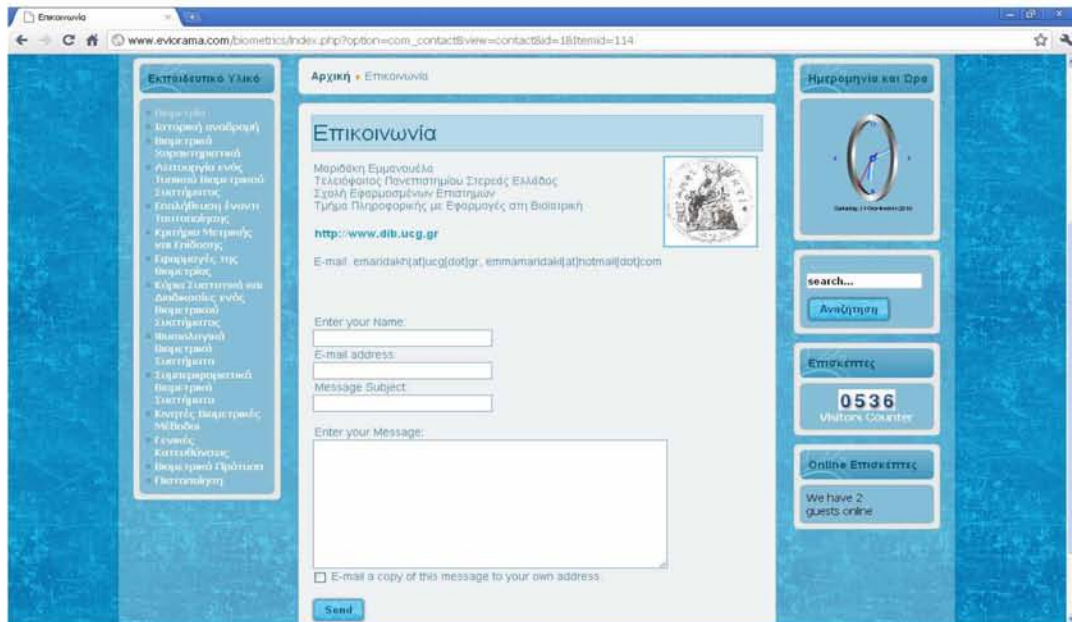 Επικοινωνία
www.eviorama.com/biometrics/index.php?option=com_contact&view=contact&id=1&Itemid=114
Εκπαιδευτικό Υλικό
Βιομετρία
Ιστορική αναδρομή
Βιομετρικά
Χαρακτηριστικά
Λειτουργία ενός
Τυπικού Βιομετρικού
Συστήματος
Επαλήθευση έναντι
Ταυτοποίησης
Κριτήρια Μετρικής
και Επίδοσης
Εφαρμογές της
Βιομετρίας
Κύρια Συστατικά και
Διαδικασίες ενός
Βιομετρικού
Συστήματος
Φυσιολογικά
Βιομετρικά
Συστήματα
Συμπεριφορικά
Βιομετρικά
Συστήματα
Κινητές Βιομετρικές
Μέθοδοι
Γενικές
Κατευθύνσεις
Βιομετρικά Πρότυπα
Πιστοποίηση
Αρχική Επικοινωνία
Επικοινωνία
Μαριδάκη Εμμανουέλα
Τελειόφοιτος Πανεπιστημίου Στερεάς Ελλάδος
Σχολή Εφαρμοσμένων Επιστημών
Τμήμα Πληροφορικής με Εφαρμογές στη Βιοϊατρική
http://www.dib.ucg.gr
E-mail: emaridakh[at]ucg[dot]gr, emmamaridaki[at]hotmail[dot]com
Enter your Name:
E-mail address:
Message Subject:
Enter your Message:
E-mail a copy of this message to your own address.
Send
Ημερομηνία και Ώρα
search...
Αναζήτηση
Επισκέπτες
0536
Visitors Counter
Online Επισκέπτες
We have 2
guests online